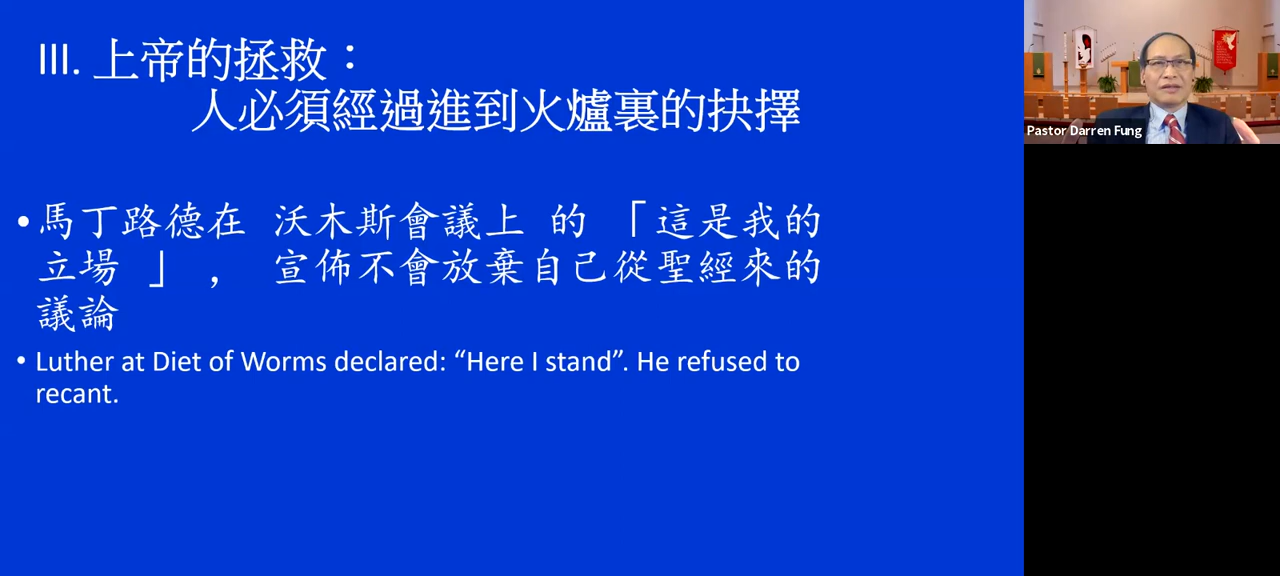 III. 上帝的拯救：
人必須經過進到火爐裏的抉擇
•馬丁路德在 沃木斯會議上 的 「這是我的
立場 」 ， 宣佈不會放棄自己從聖經來的
議論
• Luther at Diet of Worms declared: “Here I stand”. He refused to
recant.
Pastor Darren Fung